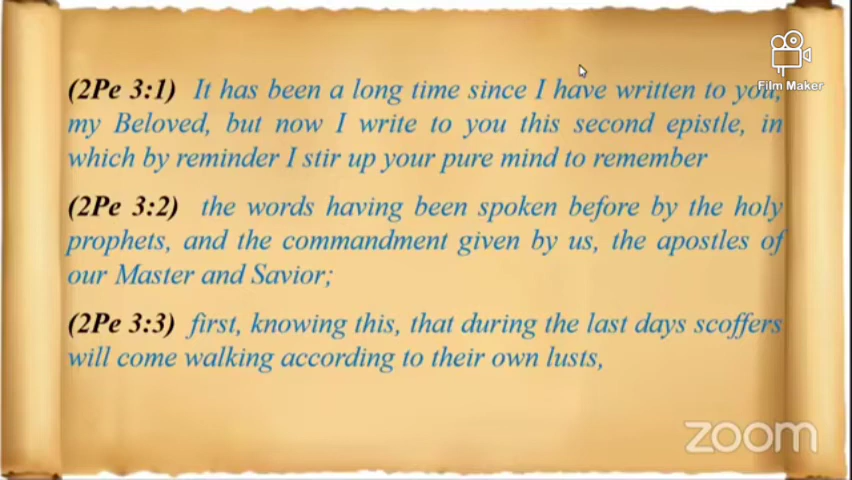 Film Maker
(2Pe 3:1) It has been a long time since I have written to you,
my Beloved, but now I write to you this second epistle, in
which by reminder I stir up your pure mind to remember
(2Pe 3:2) the words having been spoken before by the holy
prophets, and the commandment given by us, the apostles of
our Master and Savior;
(2Pe 3:3) first, knowing this, that during the last days scoffers
will come walking according to their own lusts,
zoom